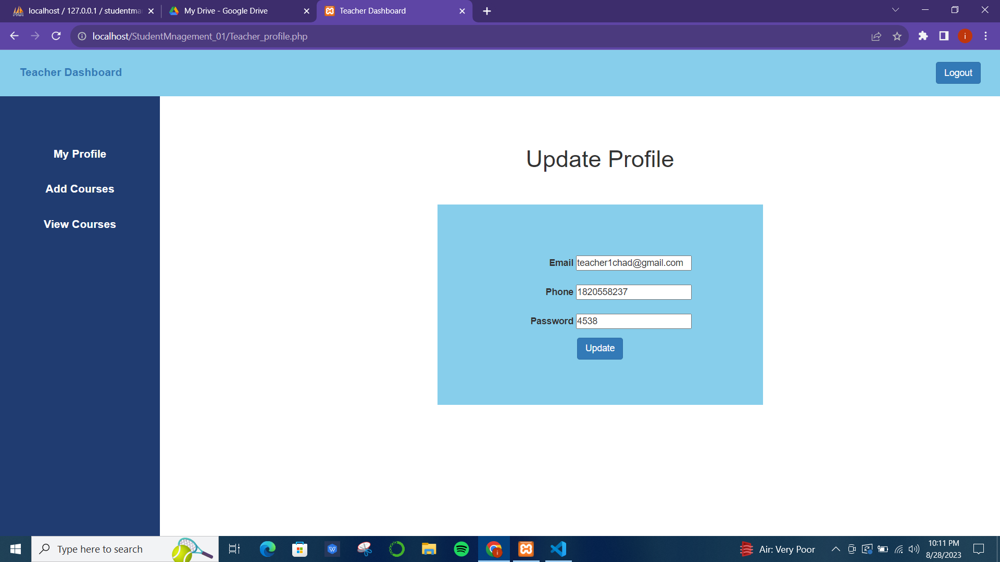 localhost / 127.0.0.1 / studentma
My Drive - Google Drive
Teacher Dashboard
localhost/StudentMnagement_01/Teacher_profile.php
i
Teacher Dashboard
Logout
My Profile
Add Courses
View Courses
Update Profile
Email teacher1chad@gmail.com
Phone 1820558237
Password 4538
Update
Type here to search
Air: Very Poor
10:11 PM
8/28/2023